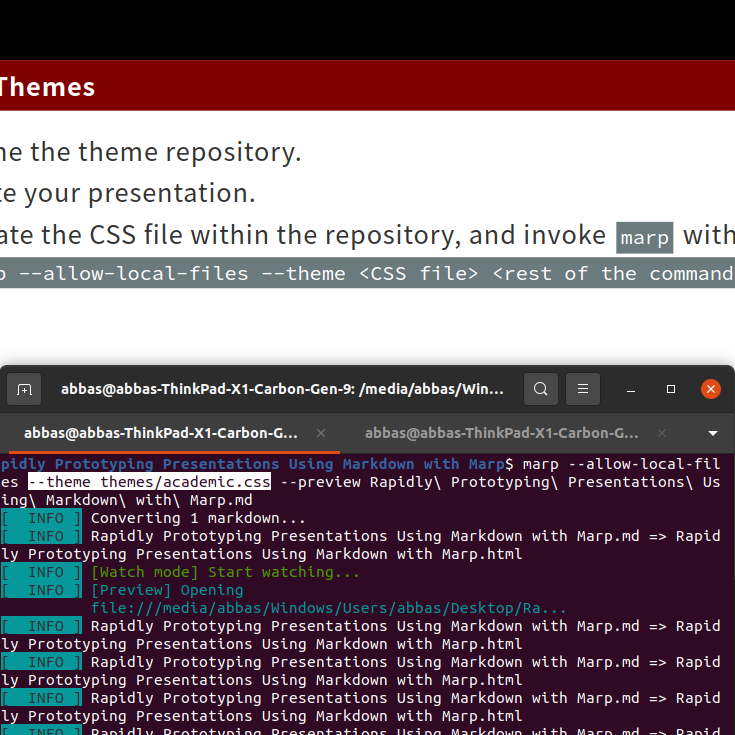 Themes
the theme repository.
your presentation.
the CSS file within the repository, and invoke marp with
--allow-local-files --theme <CSS file> <rest of the command
abbas@abbas-ThinkPad-X1-Carbon-Gen-9: /media/abbas/Win...
abbas@abbas-ThinkPad-X1-Carbon-G... abbas@abbas-ThinkPad-X1-Carbon-G...
pidly Prototyping Presentations Using Markdown with Marp$ marp --allow-local-fil
es --theme themes/academic.css --preview Rapidly\ Prototyping\ Presentations\ Us
ing\ Markdown\ with\ Marp.md
[ INFO ] Converting 1 markdown...
[ INFO ] Rapidly Prototyping Presentations Using Markdown with Marp.md => Rapid
ly Prototyping Presentations Using Markdown with Marp.html
[ INFO ] [Watch mode] Start watching...
[ INFO ] [Preview] Opening
file:///media/abbas/Windows/Users/abbas/Desktop/Ra...
[ INFO ] Rapidly Prototyping Presentations Using Markdown with Marp.md => Rapid
ly Prototyping Presentations Using Markdown with Marp.html
[ INFO ] Rapidly Prototyping Presentations Using Markdown with Marp.md => Rapid
ly Prototyping Presentations Using Markdown with Marp.html
[ INFO ] Rapidly Prototyping Presentations Using Markdown with Marp.md => Rapid
ly Prototyping Presentations Using Markdown with Marp.html
[ INFO ] Rapidly Prototyping Presentations Using Markdown with Marp.md => Rapid